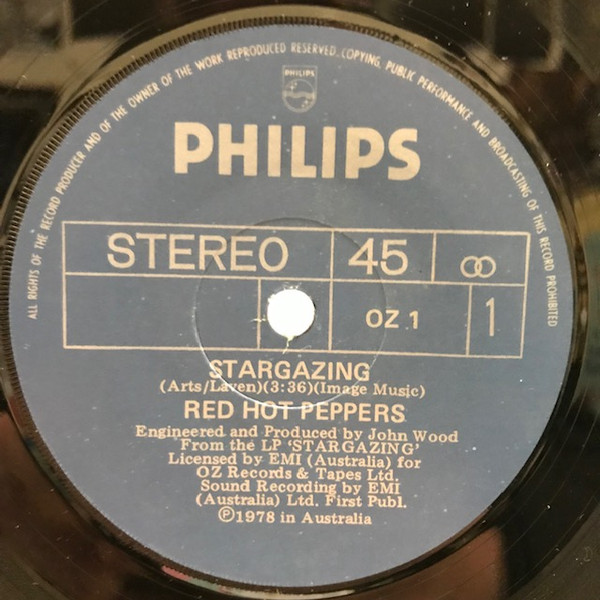 ALL RIGHTS OF THE RECORD PRODUCER AND OF THE OWNER OF THE WORK REPRODUCED RESERVED. COPYING, PUBLIC PERFORMANCE AND BROADCASTING OF THIS RECORD PROHIBITED
PHILIPS
PHILIPS
STEREO 45
OZ 1 1
STARGAZING
(Arts/Laven)(3:36)(Image Music)
RED HOT PEPPERS
Engineered and Produced by John Wood
From the LP 'STARGAZING'
Licensed by EMI (Australia) for
OZ Records & Tapes Ltd.
Sound Recording by EMI
(Australia) Ltd. First Publ.
Ⓟ1978 in Australia